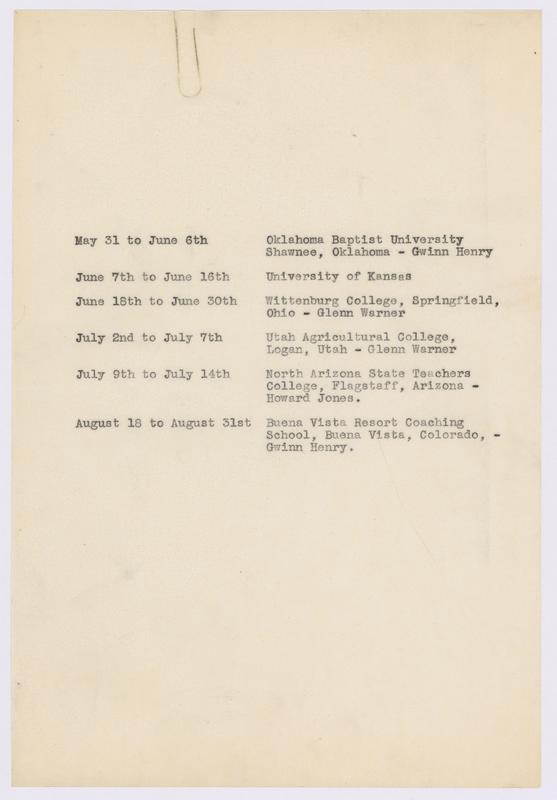 May 31 to June 6th Oklahoma Baptist University
Shawnee, Oklahoma - Gwinn Henry
June 7th to June 16th University of Kansas
June 18th to June 30th Wittenburg College, Springfield,
Ohio - Glenn Warner
July 2nd to July 7th Utah Agricultural College,
Logan, Utah - Glenn Warner
July 9th to July 14th North Arizona State Teachers
College, Flagstaff, Arizona -
Howard Jones.
August 18 to August 31st Buena Vista Resort Coaching
School, Buena Vista, Colorado, -
Gwinn Henry.